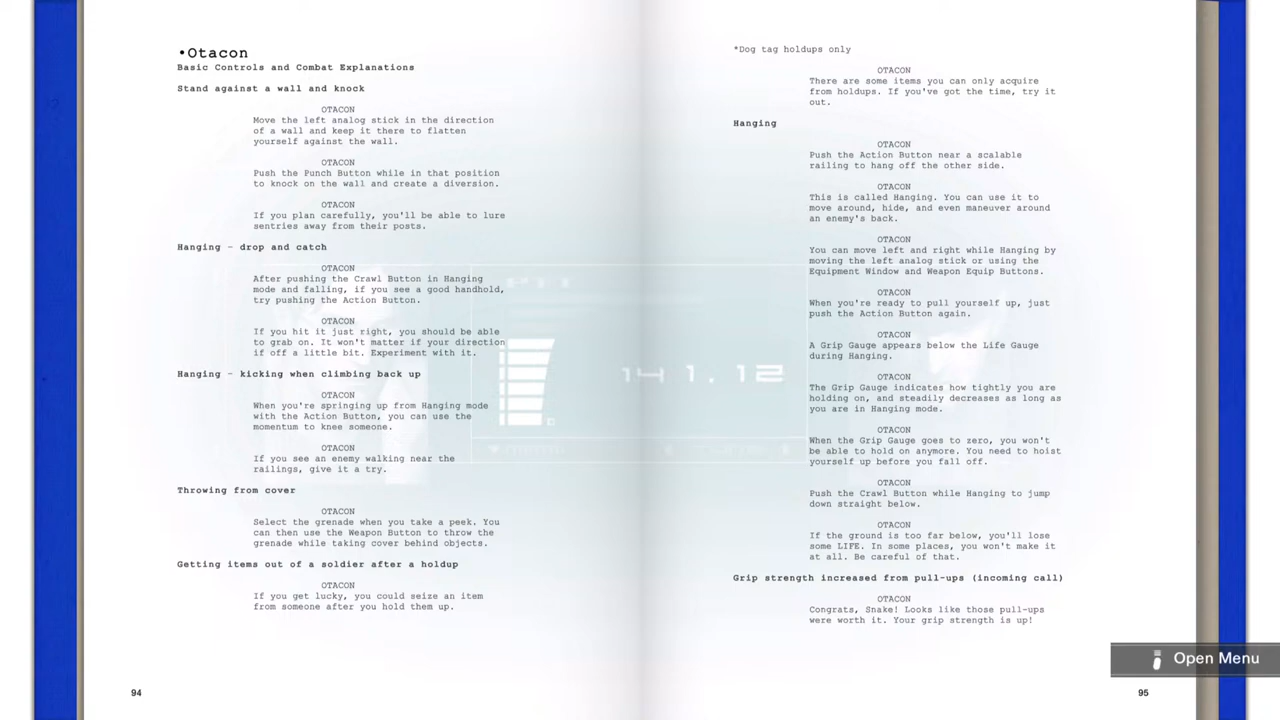 •Otacon
Basic Controls and Combat Explanations
Stand against a wall and knock
OTACON
Move the left analog stick in the direction
of a wall and keep it there to flatten
yourself against the wall.
OTACON
Push the Punch Button while in that position
to knock on the wall and create a diversion.
OTACON
If you plan carefully, you'll be able to lure
sentries away from their posts.
Hanging – drop and catch
OTACON
After pushing the Crawl Button in Hanging
mode and falling, if you see a good handhold,
try pushing the Action Button.
OTACON
If you hit it just right, you should be able
to grab on. It won't matter if your direction
if off a little bit. Experiment with it.
Hanging – kicking when climbing back up
OTACON
When you're springing up from Hanging mode
with the Action Button, you can use the
momentum to knee someone.
OTACON
If you see an enemy walking near the
railings, give it a try.
Throwing from cover
OTACON
Select the grenade when you take a peek. You
can then use the Weapon Button to throw the
grenade while taking cover behind objects.
Getting items out of a soldier after a holdup
OTACON
If you get lucky, you could seize an item
from someone after you hold them up.
94
*Dog tag holdups only
OTACON
There are some items you can only acquire
from holdups. If you've got the time, try it
out.
Hanging
OTACON
Push the Action Button near a scalable
railing to hang off the other side.
OTACON
This is called Hanging. You can use it to
move around, hide, and even maneuver around
an enemy's back.
OTACON
You can move left and right while Hanging by
moving the left analog stick or using the
Equipment Window and Weapon Equip Buttons.
OTACON
When you're ready to pull yourself up, just
push the Action Button again.
OTACON
A Grip Gauge appears below the Life Gauge
during Hanging.
OTACON
The Grip Gauge indicates how tightly you are
holding on, and steadily decreases as long as
you are in Hanging mode.
OTACON
When the Grip Gauge goes to zero, you won't
be able to hold on anymore. You need to hoist
yourself up before you fall off.
OTACON
Push the Crawl Button while Hanging to jump
down straight below.
OTACON
If the ground is too far below, you'll lose
some LIFE. In some places, you won't make it
at all. Be careful of that.
Grip strength increased from pull-ups (incoming call)
OTACON
Congrats, Snake! Looks like those pull-ups
were worth it. Your grip strength is up!
95
141.12
Open Menu